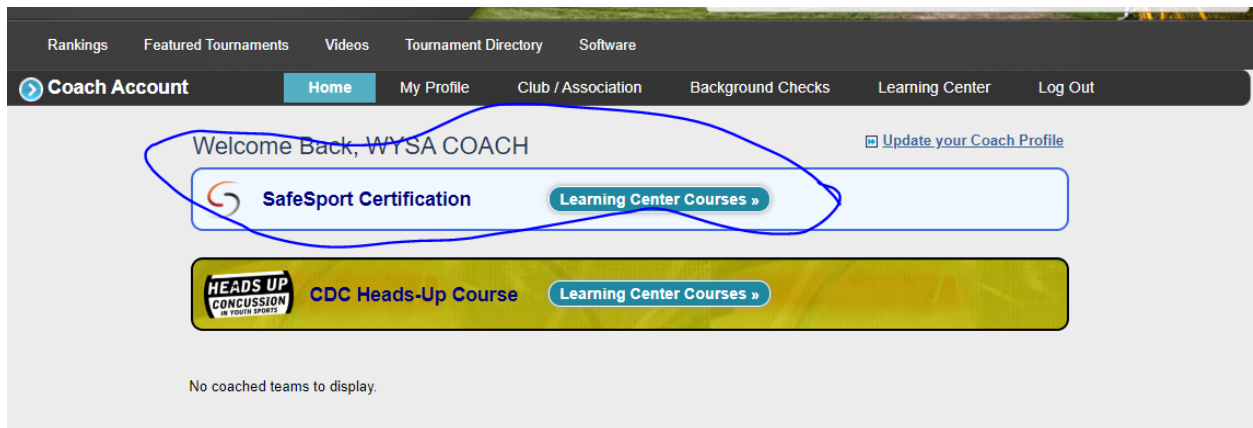 Rankings Featured Tournaments Videos Tournament Directory Software
Coach Account Home My Profile Club / Association Background Checks Learning Center Log Out
Welcome Back, WYSA COACH Update your Coach Profile
SafeSport Certification Learning Center Courses »
HEADS UP
CONCUSSION
IN YOUTH SPORTS
CDC Heads-Up Course Learning Center Courses »
No coached teams to display.